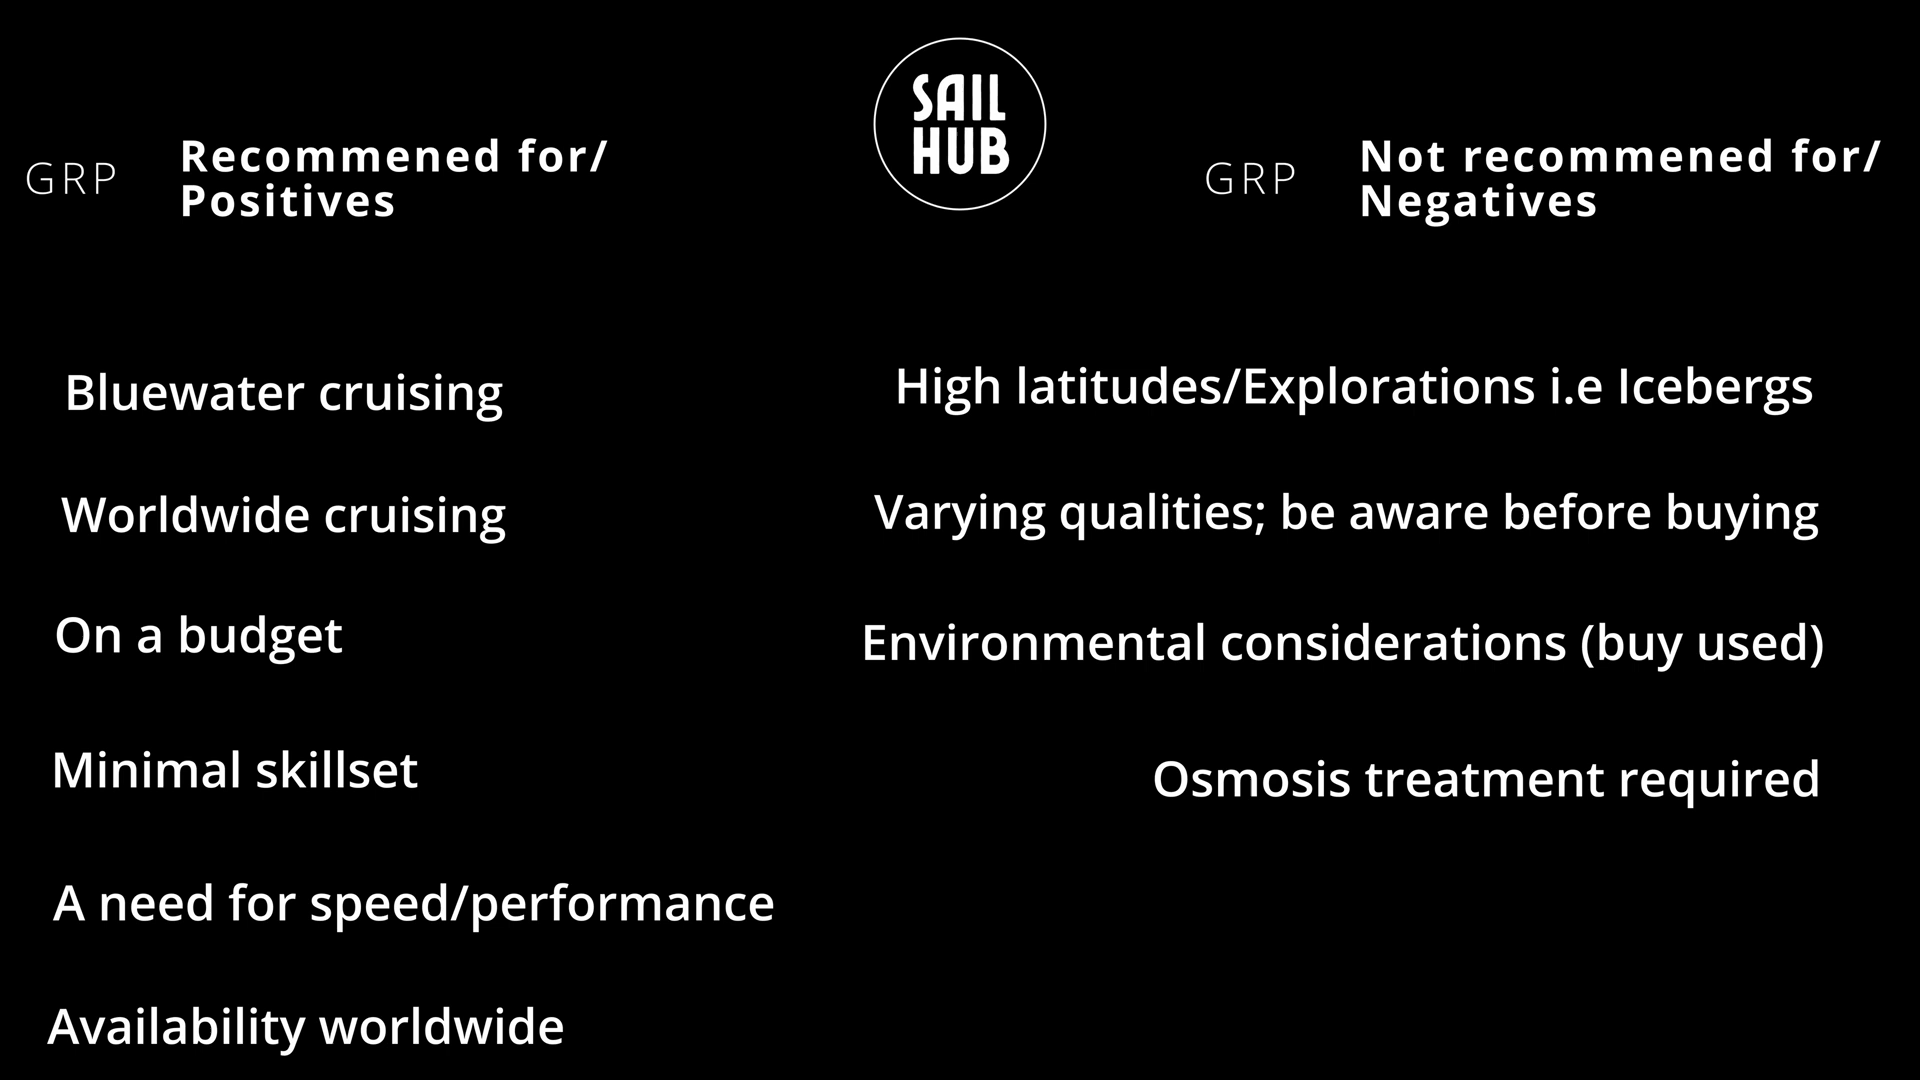 SAIL
HUB
GRP
Recommened for/
Positives
Bluewater cruising
Worldwide cruising
On a budget
Minimal skillset
A need for speed/performance
Availability worldwide
GRP
Not recommened for/
Negatives
High latitudes/Explorations i.e Icebergs
Varying qualities; be aware before buying
Environmental considerations (buy used)
Osmosis treatment required